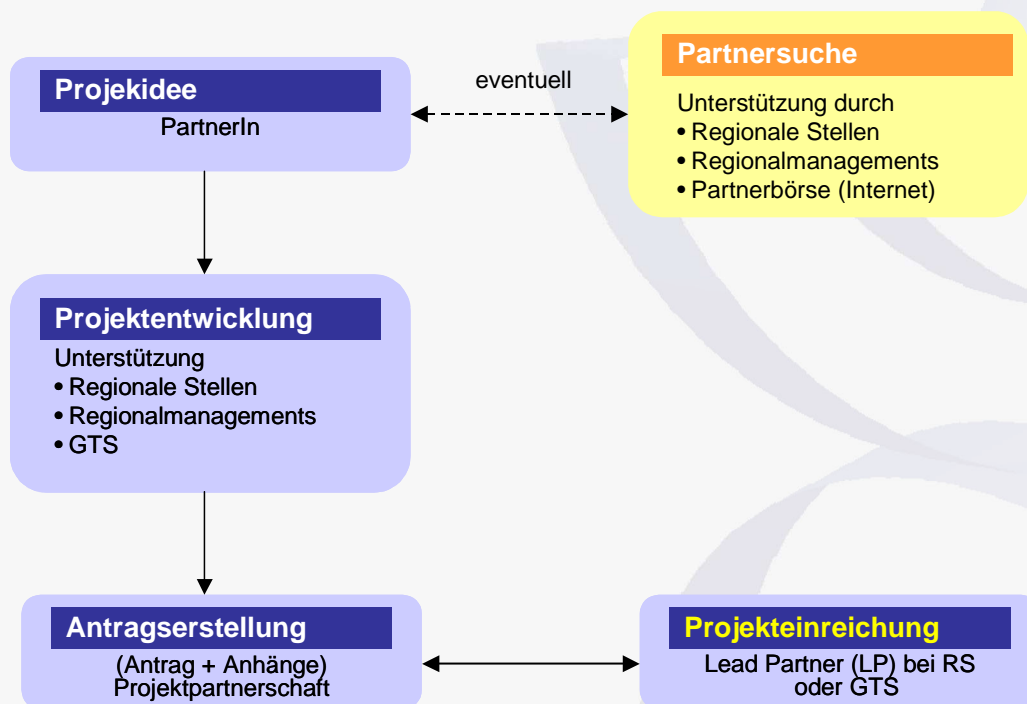 Projekidee
PartnerIn
eventuell
Partnersuche
Unterstützung durch
• Regionale Stellen
• Regionalmanagements
• Partnerbörse (Internet)
Projektentwicklung
Unterstützung
• Regionale Stellen
• Regionalmanagements
• GTS
Antragserstellung
(Antrag + Anhänge)
Projektpartnerschaft
Projekteinreichung
Lead Partner (LP) bei RS
oder GTS